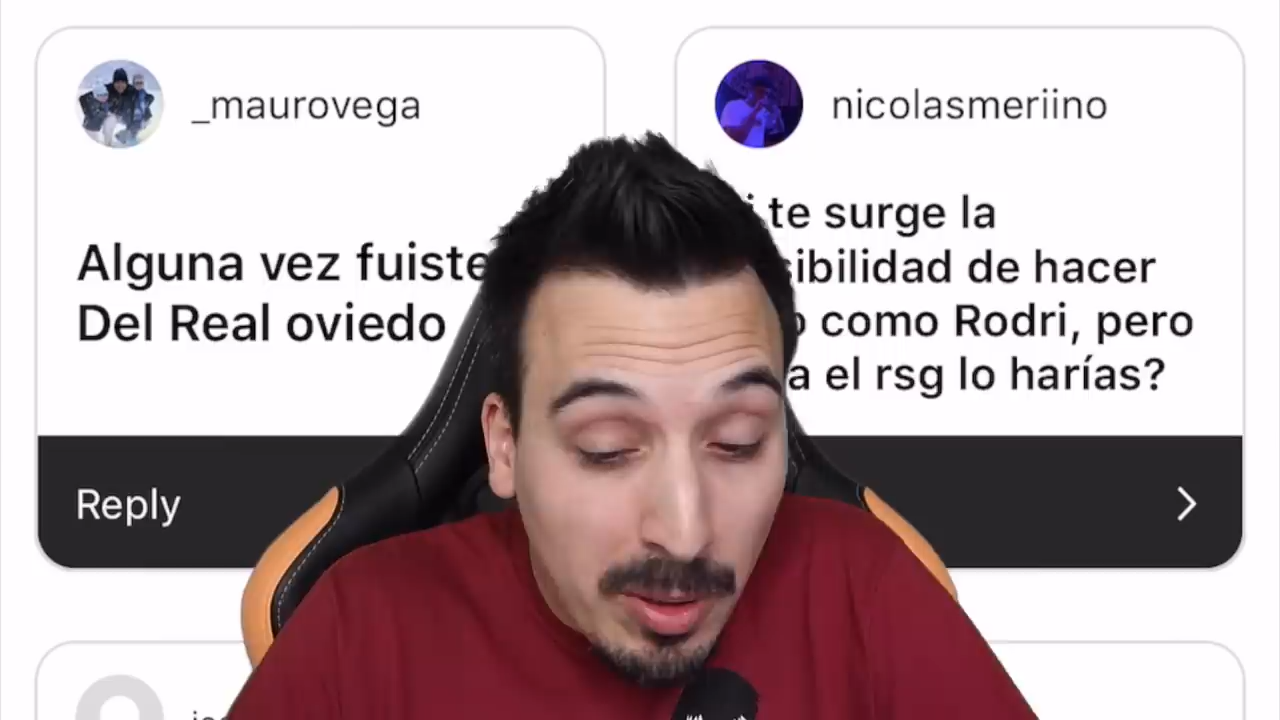 _maurovega
Alguna vez fuiste
Del Real oviedo
Reply
nicolasmeriino
te surge la
de hacer
como Rodri, pero
el rsg lo harías?